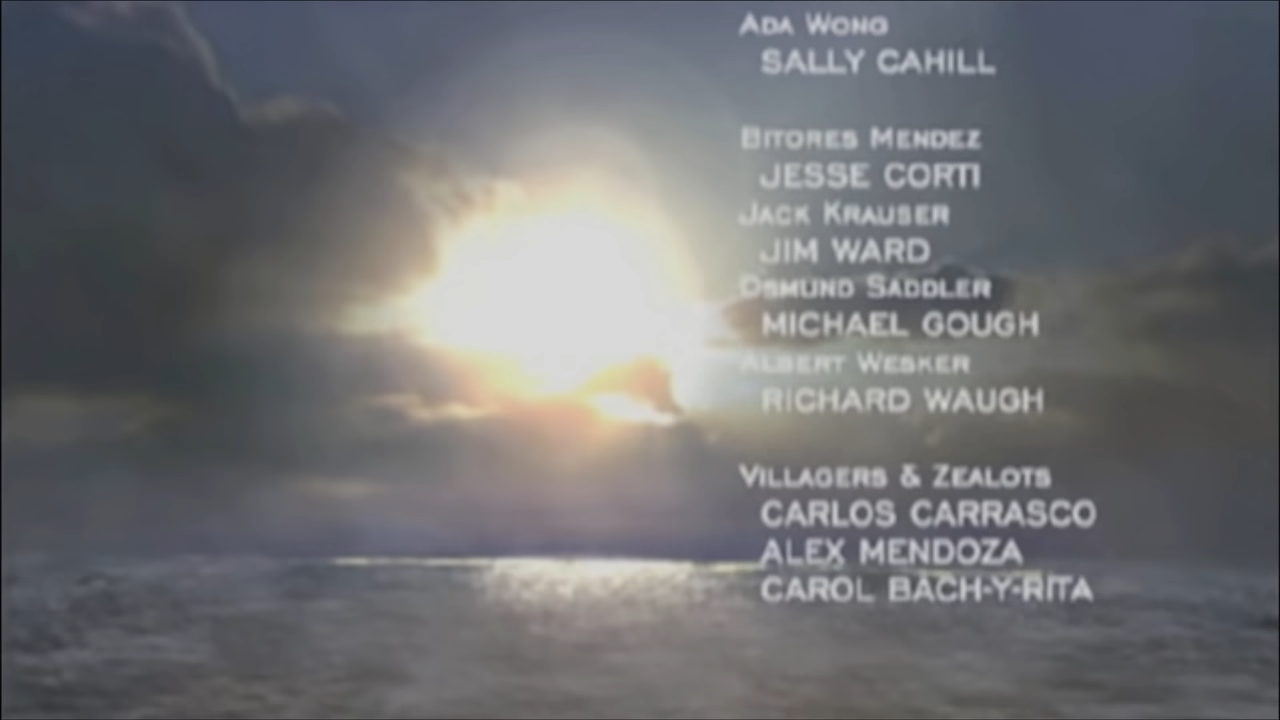 Ada Wong
SALLY CAHILL
Bitores Mendez
JESSE CORTI
Jack Krauser
JIM WARD
Osmund Saddler
MICHAEL GOUGH
Albert Wesker
RICHARD WAUGH
Villagers & Zealots
CARLOS CARRASCO
ALEX MENDOZA
CAROL BACH-Y-RITA